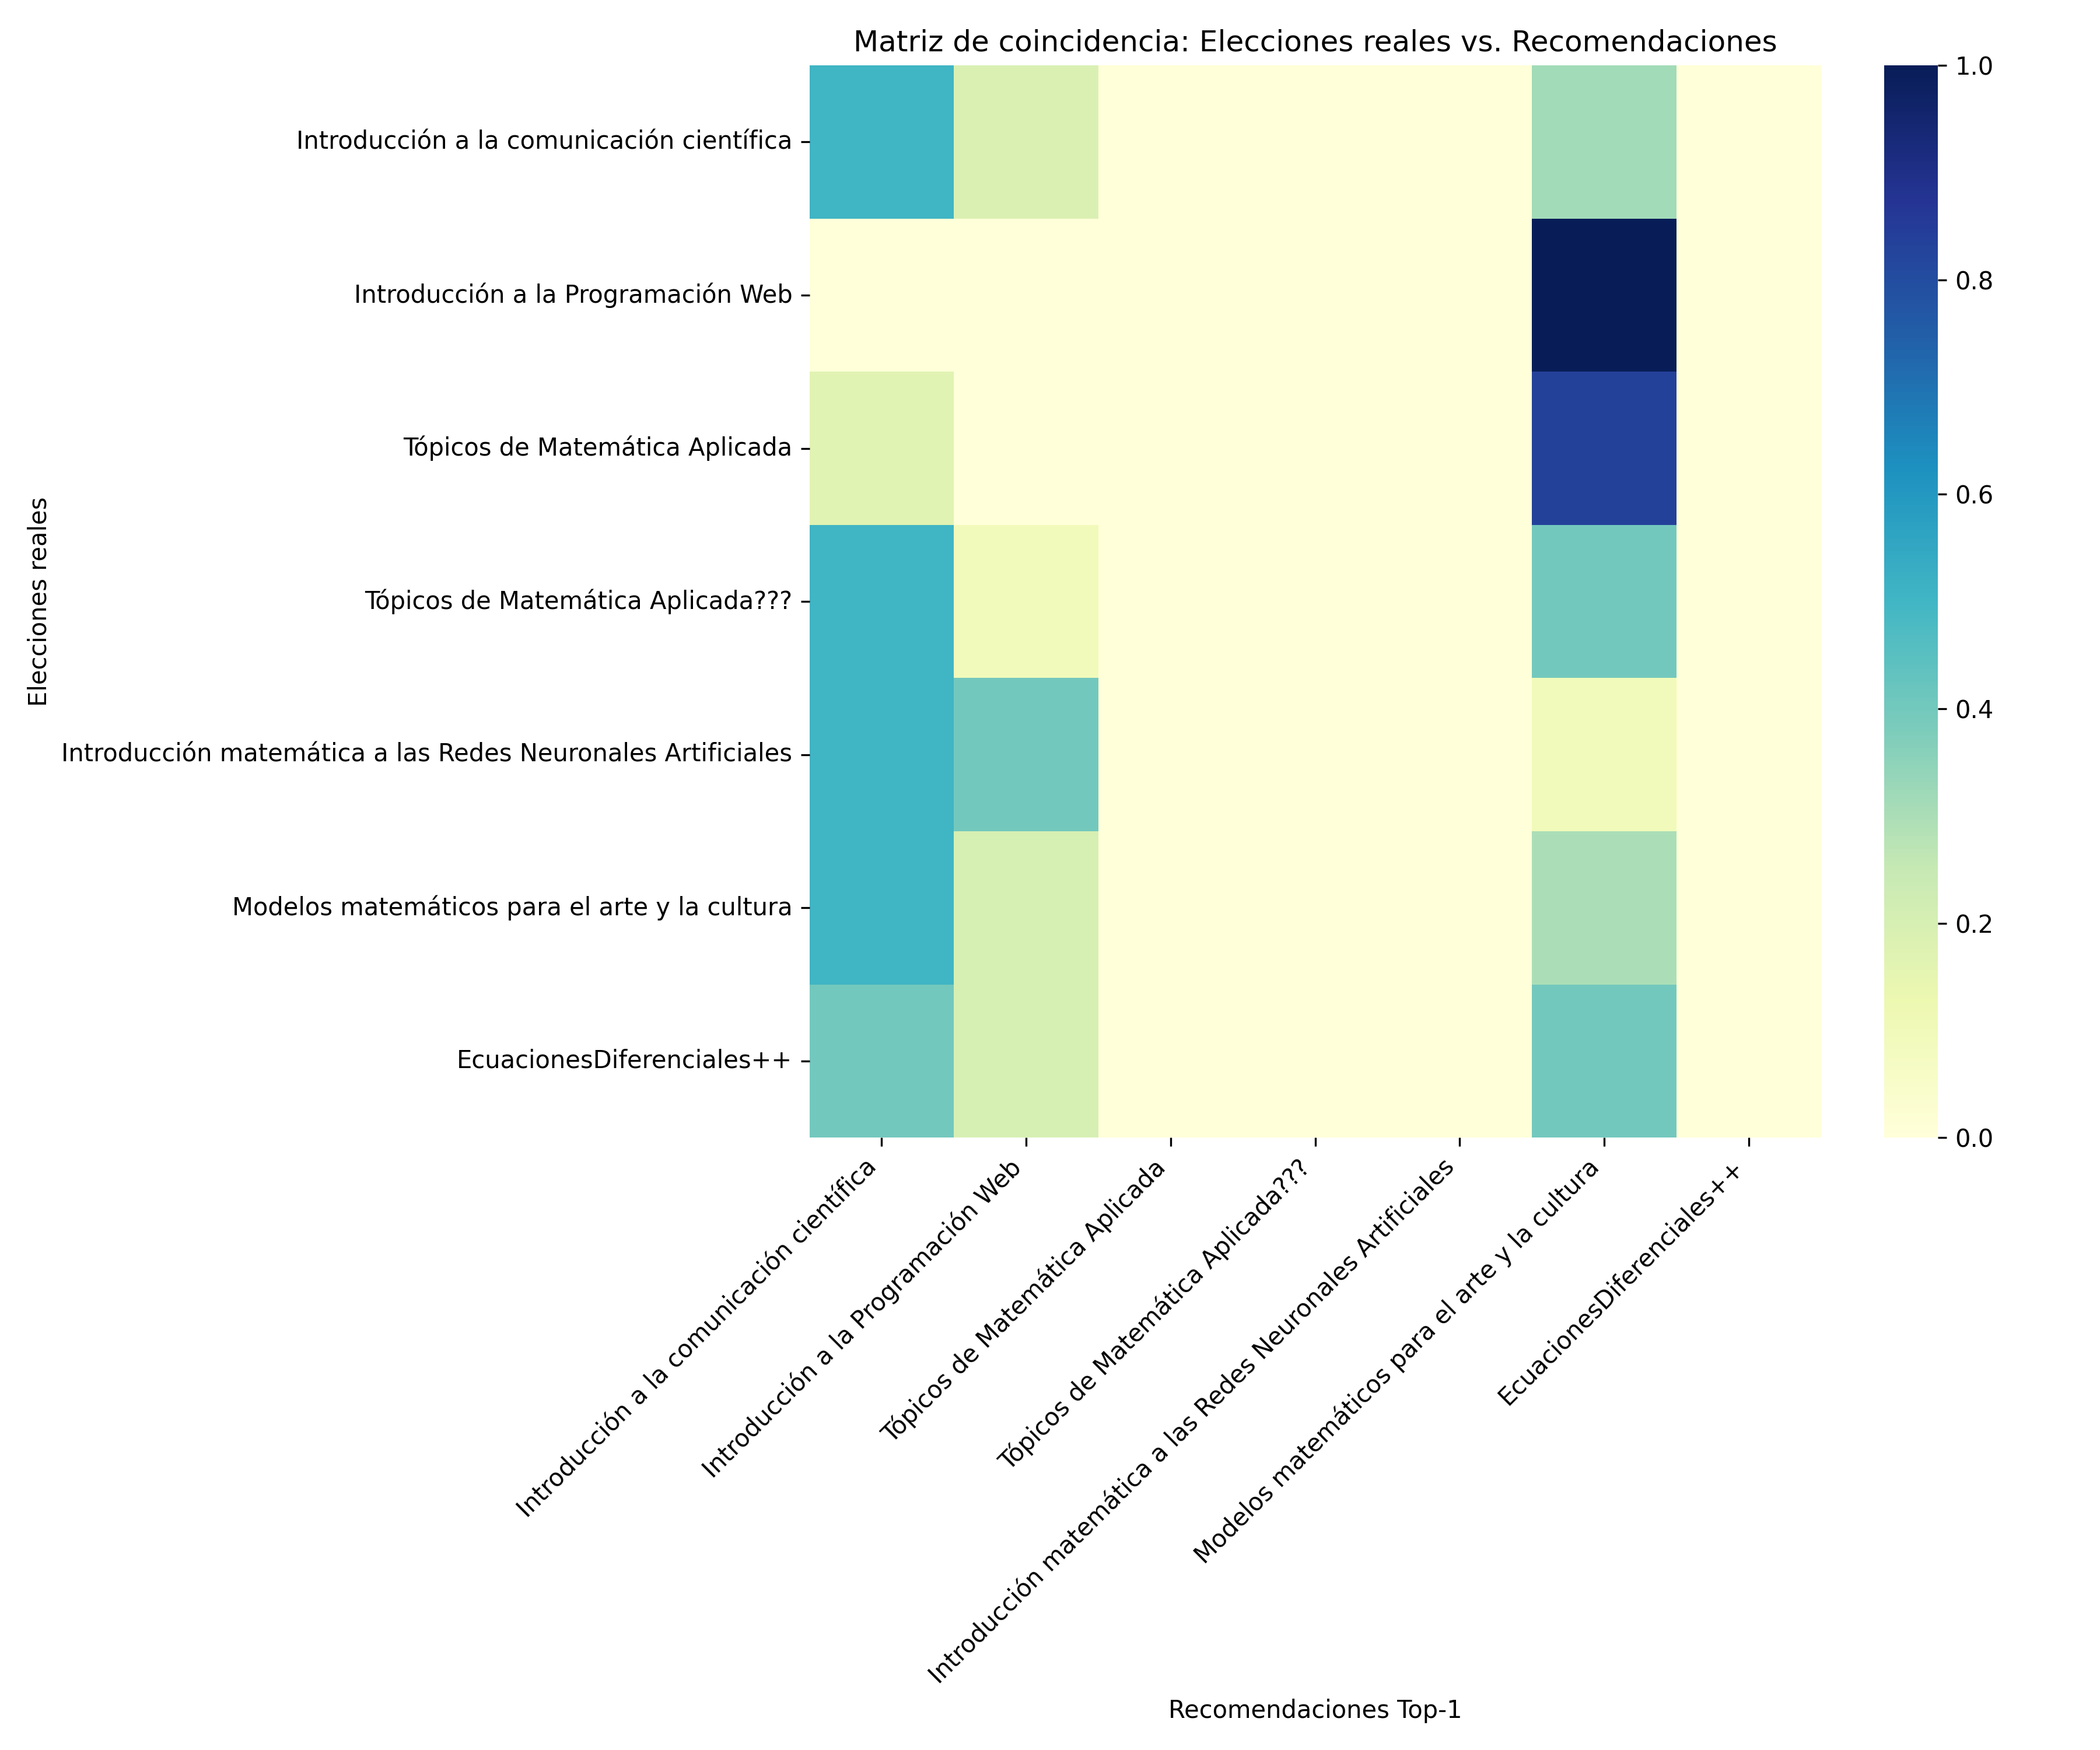 Matriz de coincidencia: Elecciones reales vs. Recomendaciones
Elecciones reales
Introducción a la comunicación científica
Introducción a la Programación Web
Tópicos de Matemática Aplicada
Tópicos de Matemática Aplicada???
Introducción matemática a las Redes Neuronales Artificiales
Modelos matemáticos para el arte y la cultura
EcuacionesDiferenciales++
Introducción a la comunicación científica
Introducción a la Programación Web
Tópicos de Matemática Aplicada
Tópicos de Matemática Aplicada???
Introducción matemática a las Redes Neuronales Artificiales
Modelos matemáticos para el arte y la cultura
EcuacionesDiferenciales++
Recomendaciones Top-1
1.0
0.8
0.6
0.4
0.2
0.0